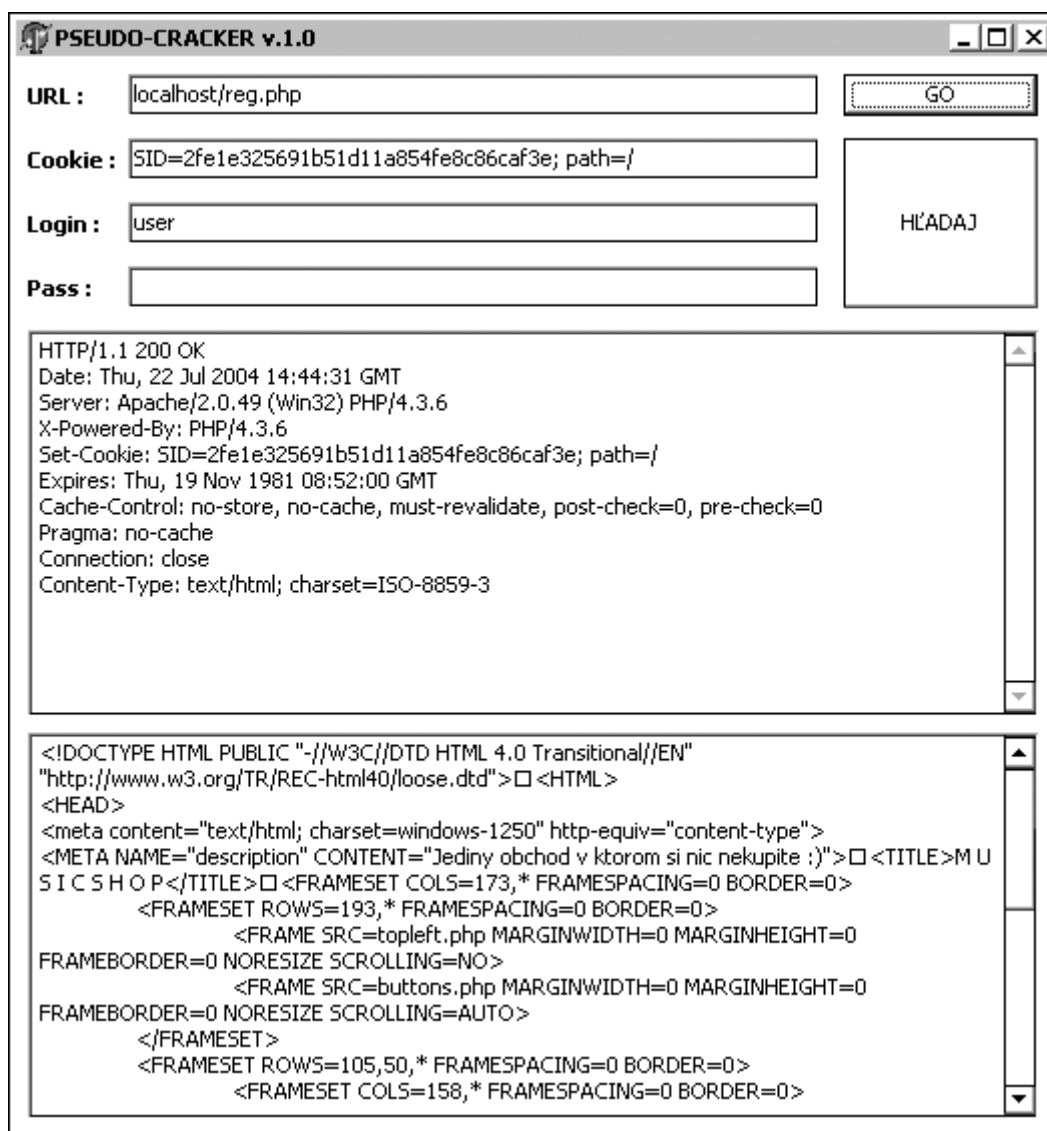 PSEUDO-CRACKER v.1.0
URL : localhost/reg.php GO
Cookie : SID=2fe1e325691b51d11a854fe8c86caf3e; path=/
Login : user HĽADAJ
Pass :
HTTP/1.1 200 OK
Date: Thu, 22 Jul 2004 14:44:31 GMT
Server: Apache/2.0.49 (Win32) PHP/4.3.6
X-Powered-By: PHP/4.3.6
Set-Cookie: SID=2fe1e325691b51d11a854fe8c86caf3e; path=/
Expires: Thu, 19 Nov 1981 08:52:00 GMT
Cache-Control: no-store, no-cache, must-revalidate, post-check=0, pre-check=0
Pragma: no-cache
Connection: close
Content-Type: text/html; charset=ISO-8859-3
<!DOCTYPE HTML PUBLIC "-//W3C//DTD HTML 4.0 Transitional//EN"
"http://www.w3.org/TR/REC-html40/loose.dtd">□<HTML>
<HEAD>
<meta content="text/html; charset=windows-1250" http-equiv="content-type">
<META NAME="description" CONTENT="Jediny obchod v ktorom si nic nekupite :)">□<TITLE>M U
S I C S H O P</TITLE>□<FRAMESET COLS=173,* FRAMESPACING=0 BORDER=0>
<FRAMESET ROWS=193,* FRAMESPACING=0 BORDER=0>
<FRAME SRC=topleft.php MARGINWIDTH=0 MARGINHEIGHT=0
FRAMEBORDER=0 NORESIZE SCROLLING=NO>
<FRAME SRC=buttons.php MARGINWIDTH=0 MARGINHEIGHT=0
FRAMEBORDER=0 NORESIZE SCROLLING=AUTO>
</FRAMESET>
<FRAMESET ROWS=105,50,* FRAMESPACING=0 BORDER=0>
<FRAMESET COLS=158,* FRAMESPACING=0 BORDER=0>